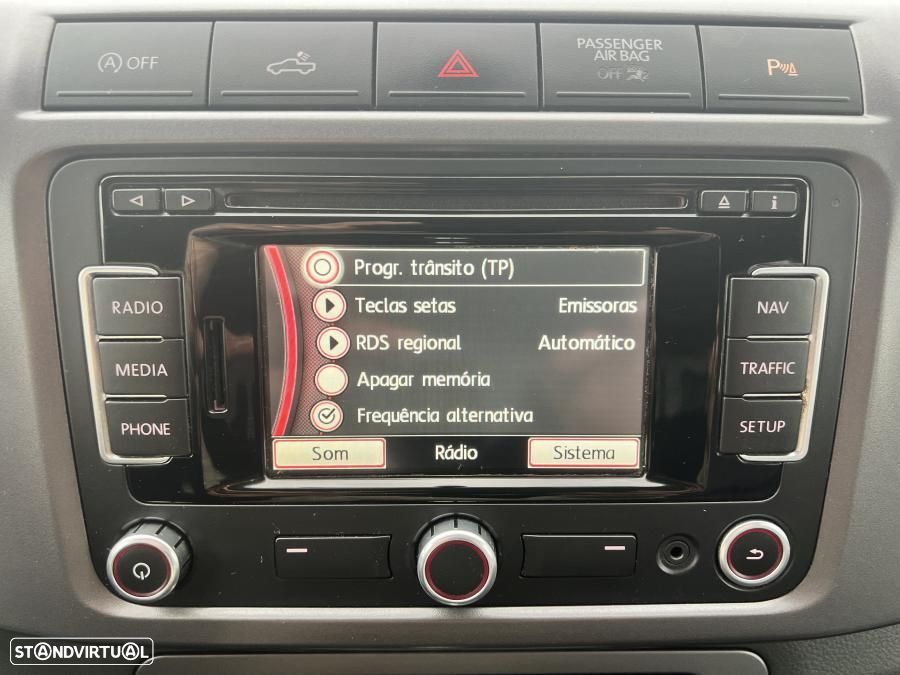 A OFF
PASSENGER
AIR BAG
OFF
P
i
RADIO
MEDIA
PHONE
Progr. trânsito (TP)
Teclas setas Emissoras
RDS regional Automático
Apagar memória
Frequência alternativa
Som Rádio Sistema
NAV
TRAFFIC
SETUP
STANDVIRTUAL